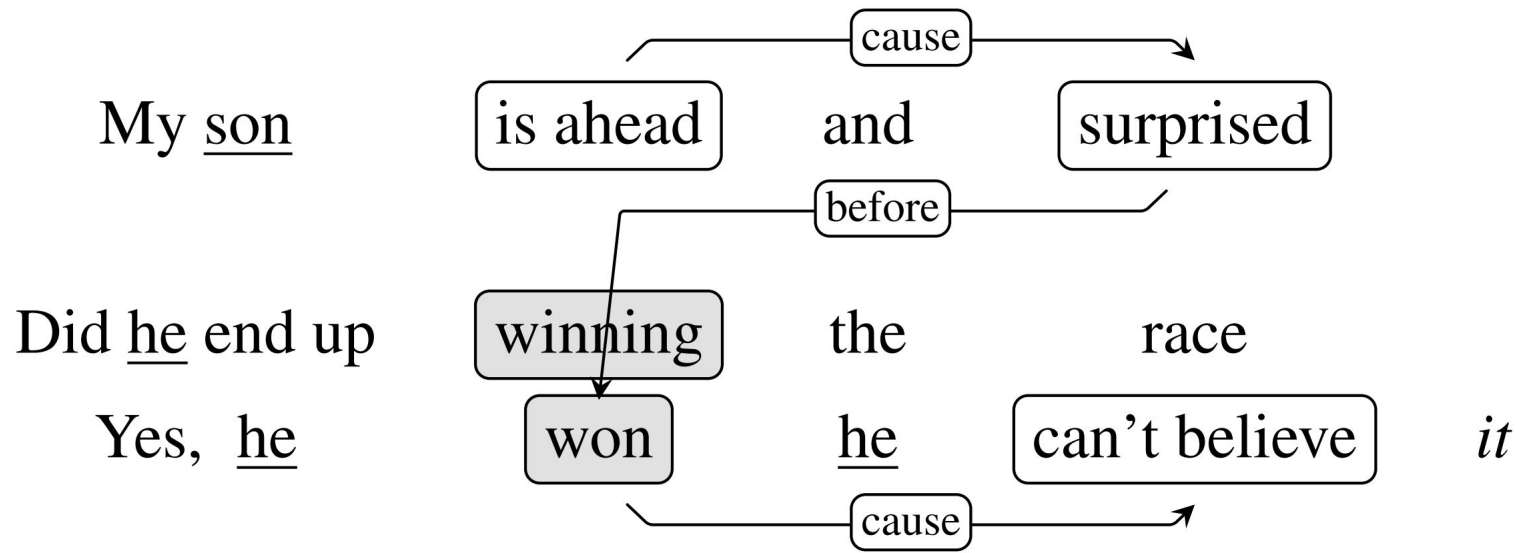 cause
My son is ahead and surprised
before
Did he end up winning the race
Yes, he won he can't believe it
cause